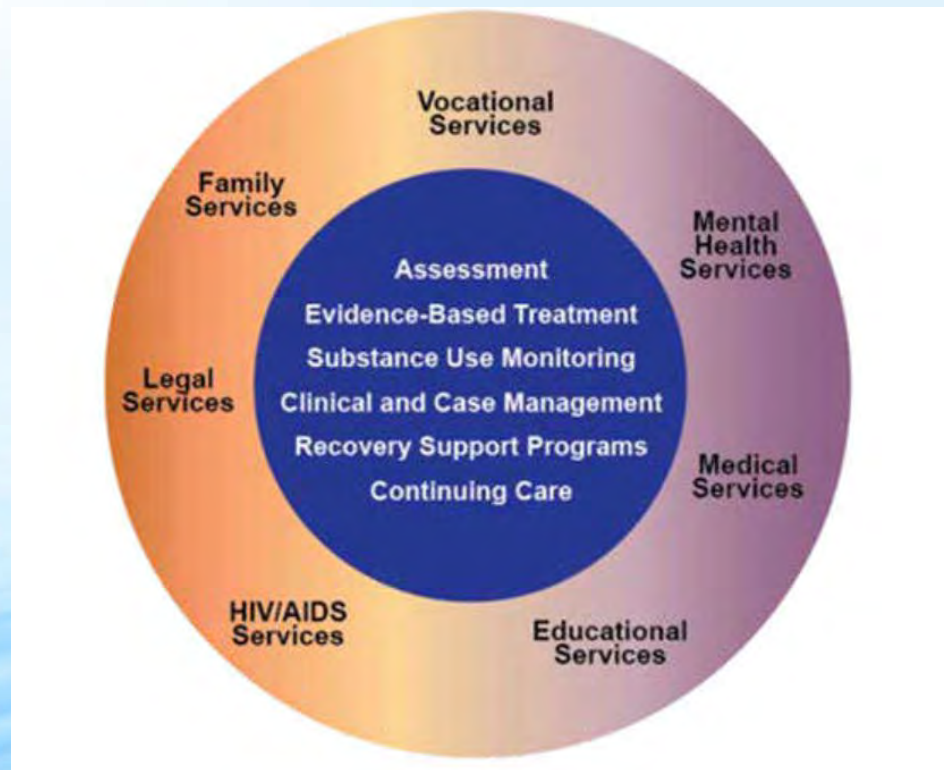 Vocational
Services
Family
Services
Mental
Health
Services
Assessment
Evidence-Based Treatment
Substance Use Monitoring
Clinical and Case Management
Recovery Support Programs
Continuing Care
Legal
Services
Medical
Services
HIV/AIDS
Services
Educational
Services